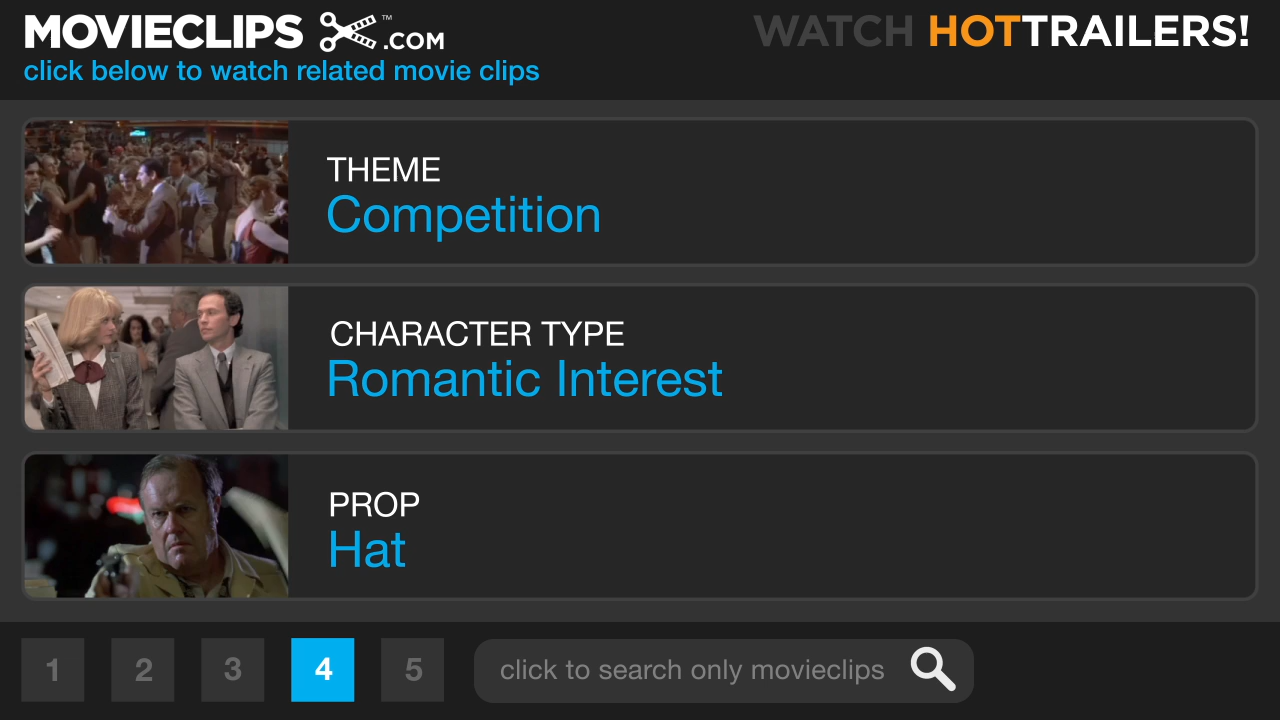 MOVIECLIPS ™ .COM
WATCH HOTTRAILERS!
click below to watch related movie clips
THEME
Competition
CHARACTER TYPE
Romantic Interest
PROP
Hat
1 2 3 4 5
click to search only movieclips